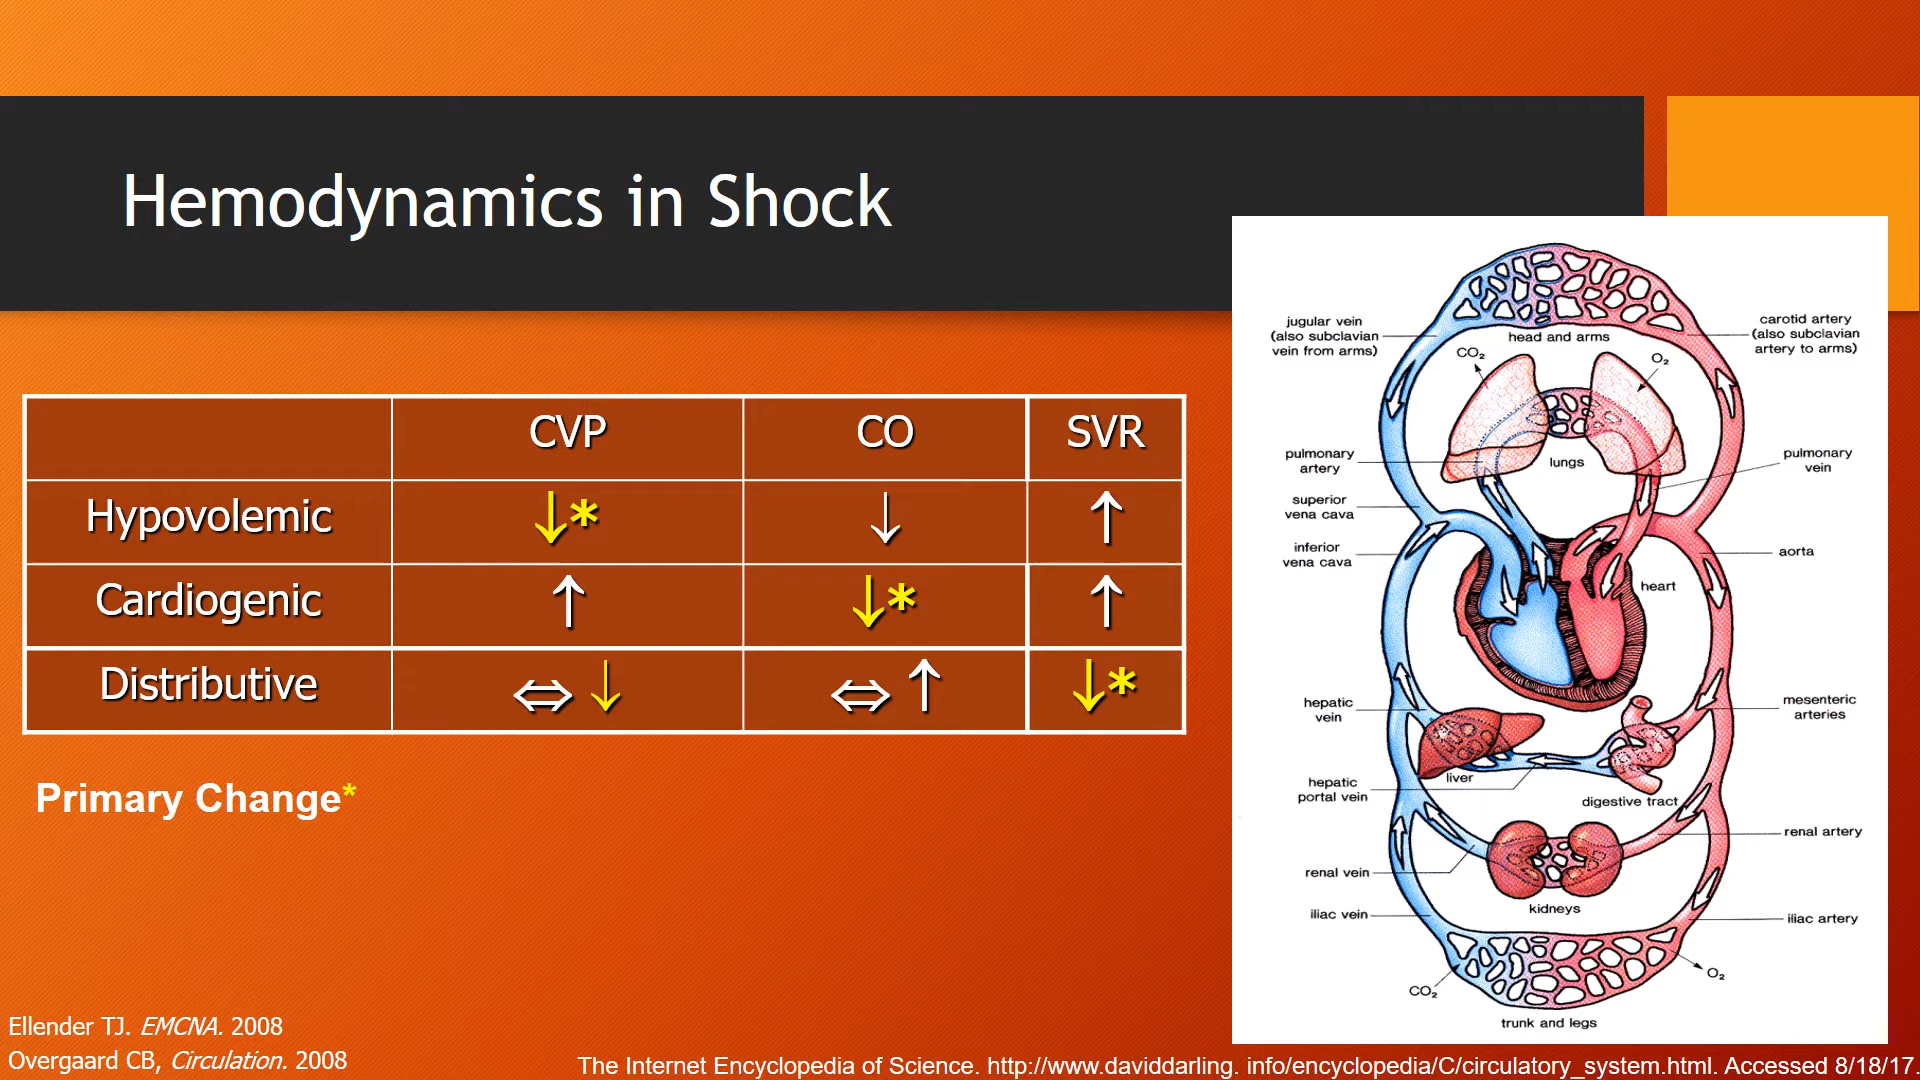 Hemodynamics in Shock
CVP CO SVR
Hypovolemic ↓* ↓ ↑
Cardiogenic ↑ ↓* ↑
Distributive ⇔ ↓ ⇔ ↑ ↓*
Primary Change*
jugular vein
(also subclavian
vein from arms)
carotid artery
(also subclavian
artery to arms)
head and arms
CO₂
O₂
pulmonary
artery
lungs
pulmonary
vein
superior
vena cava
inferior
vena cava
aorta
heart
hepatic
vein
mesenteric
arteries
liver
hepatic
portal vein
digestive tract
renal artery
renal vein
kidneys
iliac vein
iliac artery
CO₂
O₂
trunk and legs
Ellender TJ. EMCNA. 2008
Overgaard CB, Circulation. 2008
The Internet Encyclopedia of Science. http://www.daviddarling. info/encyclopedia/C/circulatory_system.html. Accessed 8/18/17.